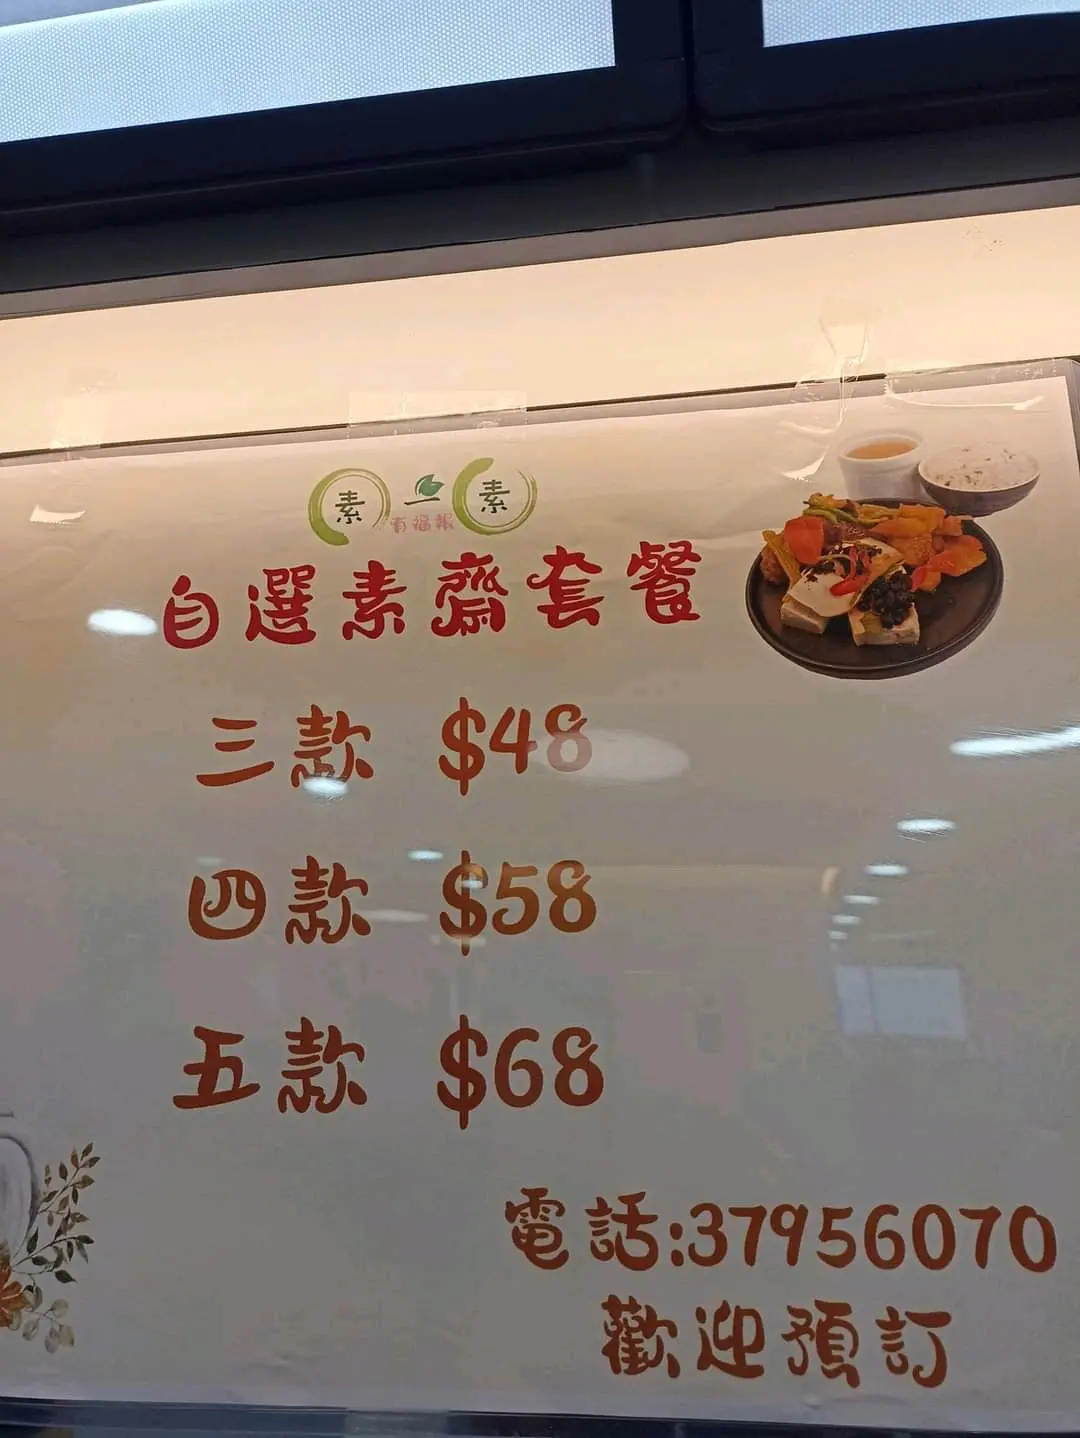 素一素
有福報
自選素齋套餐
三款 $48
四款 $58
五款 $68
電話:37956070
歡迎預訂